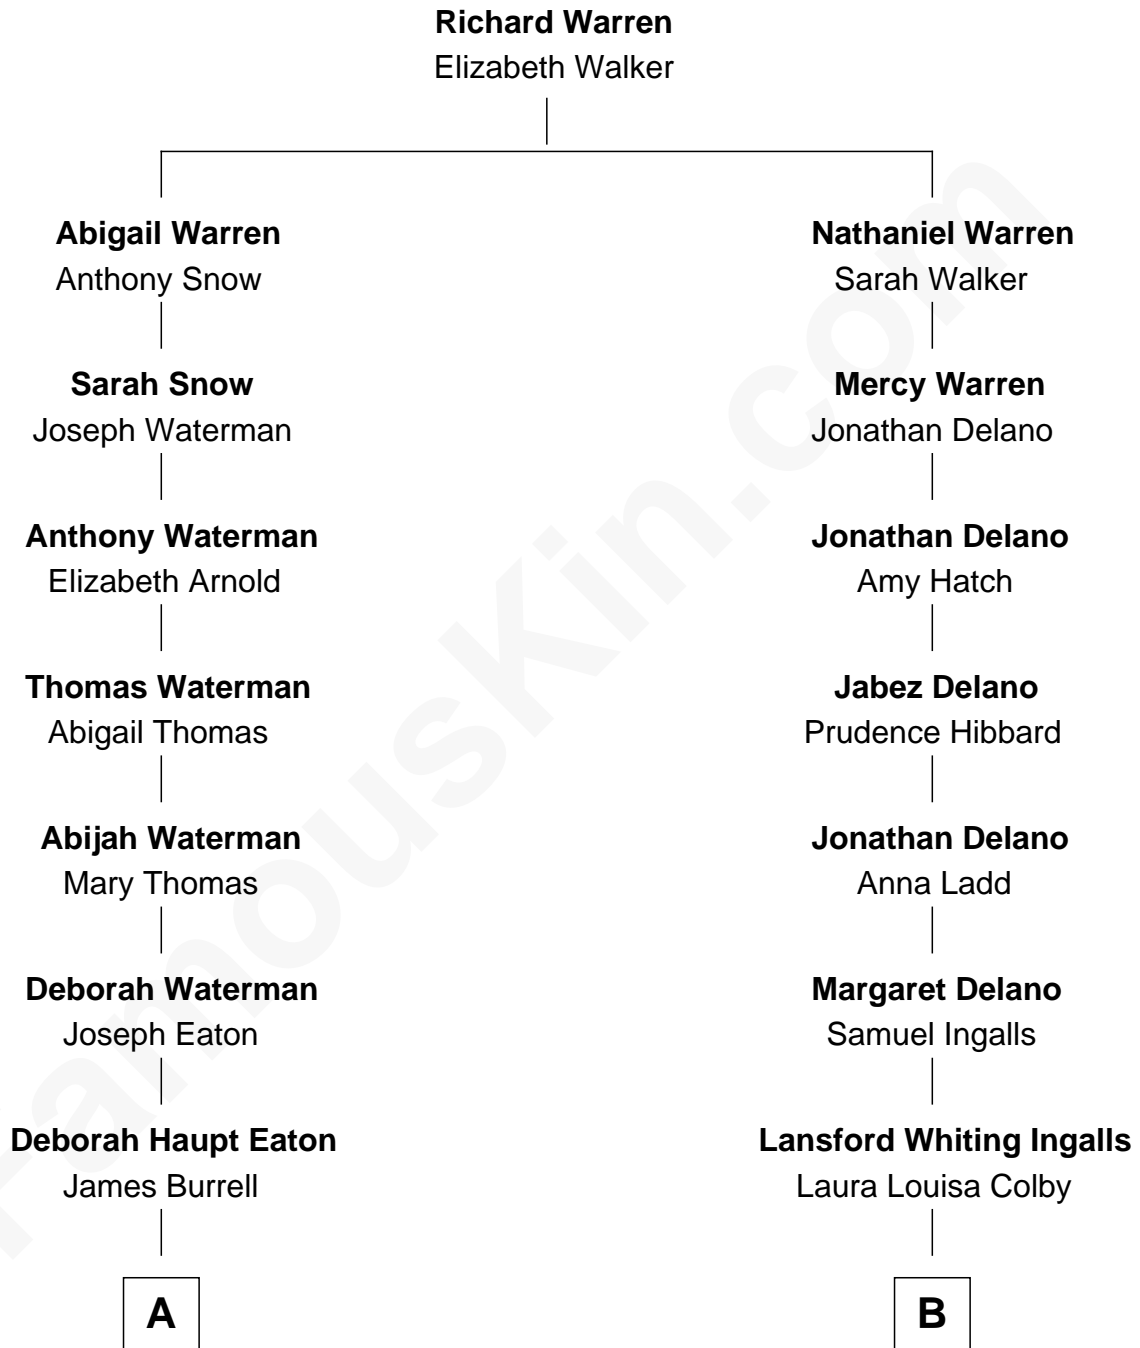 Richard Warren
Elizabeth Walker
Abigail Warren
Anthony Snow
Nathaniel Warren
Sarah Walker
Sarah Snow
Joseph Waterman
Mercy Warren
Jonathan Delano
Anthony Waterman
Elizabeth Arnold
Jonathan Delano
Amy Hatch
Thomas Waterman
Abigail Thomas
Jabez Delano
Prudence Hibbard
Abijah Waterman
Mary Thomas
Jonathan Delano
Anna Ladd
Deborah Waterman
Joseph Eaton
Margaret Delano
Samuel Ingalls
Deborah Haupt Eaton
James Burrell
Lansford Whiting Ingalls
Laura Louisa Colby
A
B
FamousKin.com